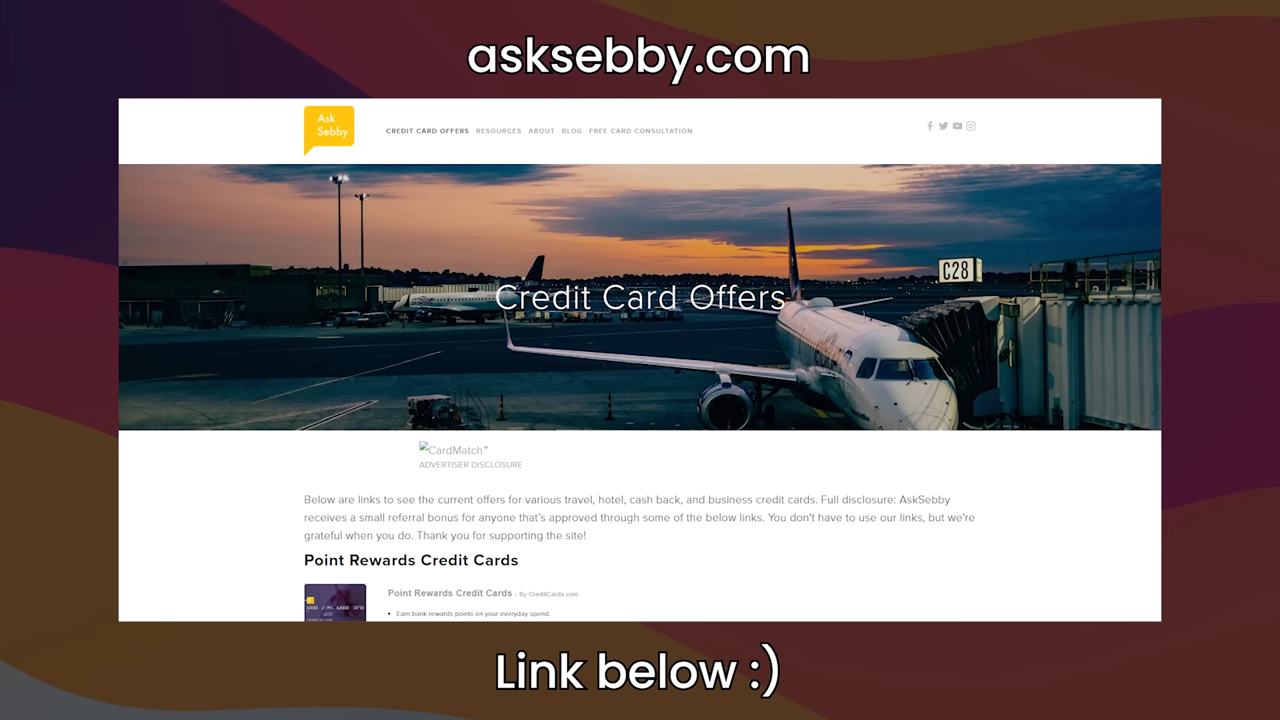 asksebby.com
Ask
Sebby
CREDIT CARD OFFERS RESOURCES ABOUT BLOG FREE CARD CONSULTATION
C28
Credit Card Offers
CardMatch™
ADVERTISER DISCLOSURE
Below are links to see the current offers for various travel, hotel, cash back, and business credit cards. Full disclosure: AskSebby
receives a small referral bonus for anyone that's approved through some of the below links. You don't have to use our links, but we're
grateful when you do. Thank you for supporting the site!
Point Rewards Credit Cards
Point Rewards Credit Cards - By CreditCards.com
• Earn bank rewards points on your everyday spend.
Link below :)